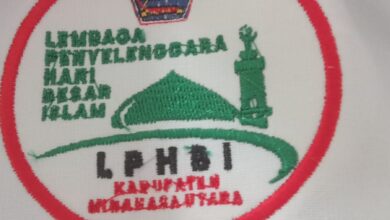 LEMBAGA
PENYELENGGARA
HARI
BESAR
ISLAM
LPHBI
KABUPATEN
MINAHASA UTARA